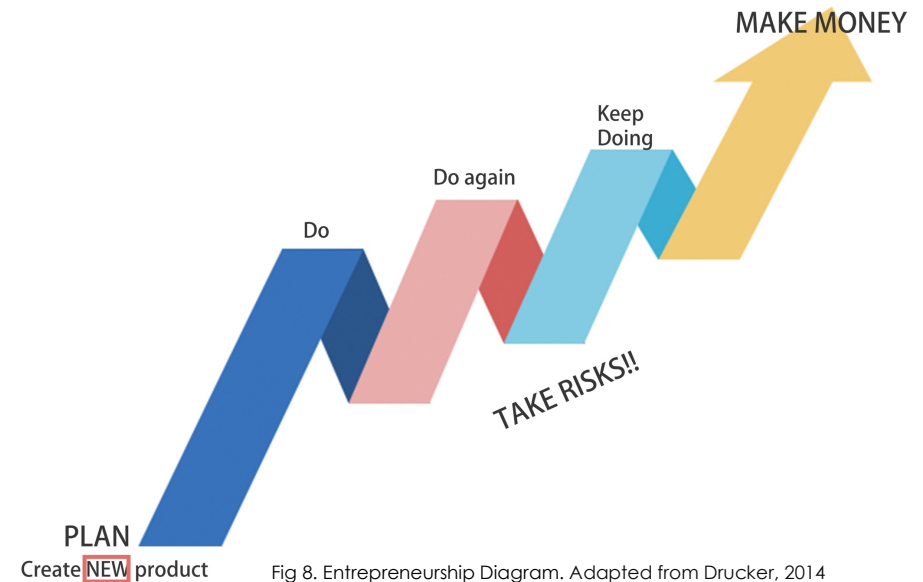 MAKE MONEY
Keep
Doing
Do again
Do
TAKE RISKS!!
PLAN
Create NEW product
Fig 8. Entrepreneurship Diagram. Adapted from Drucker, 2014